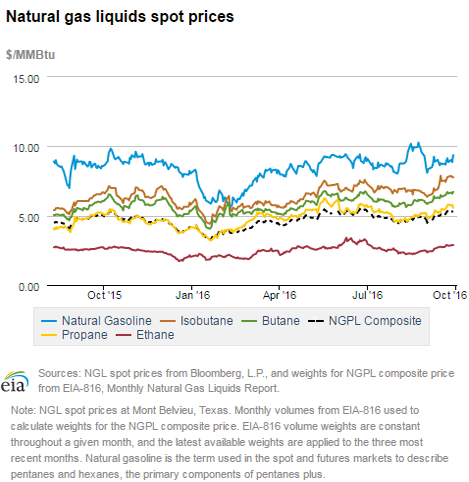 Natural gas liquids spot prices
$/MMBtu
15.00
10.00
5.00
0.00
Oct '15 Jan '16 Apr '16 Jul '16 Oct '16
Natural Gasoline Isobutane Butane NGPL Composite
Propane Ethane
eia
Sources: NGL spot prices from Bloomberg, L.P., and weights for NGPL composite price
from EIA-816, Monthly Natural Gas Liquids Report.
Note: NGL spot prices at Mont Belvieu, Texas. Monthly volumes from EIA-816 used to
calculate weights for the NGPL composite price. EIA-816 volume weights are constant
throughout a given month, and the latest available weights are applied to the three most
recent months. Natural gasoline is the term used in the spot and futures markets to describe
pentanes and hexanes, the primary components of pentanes plus.